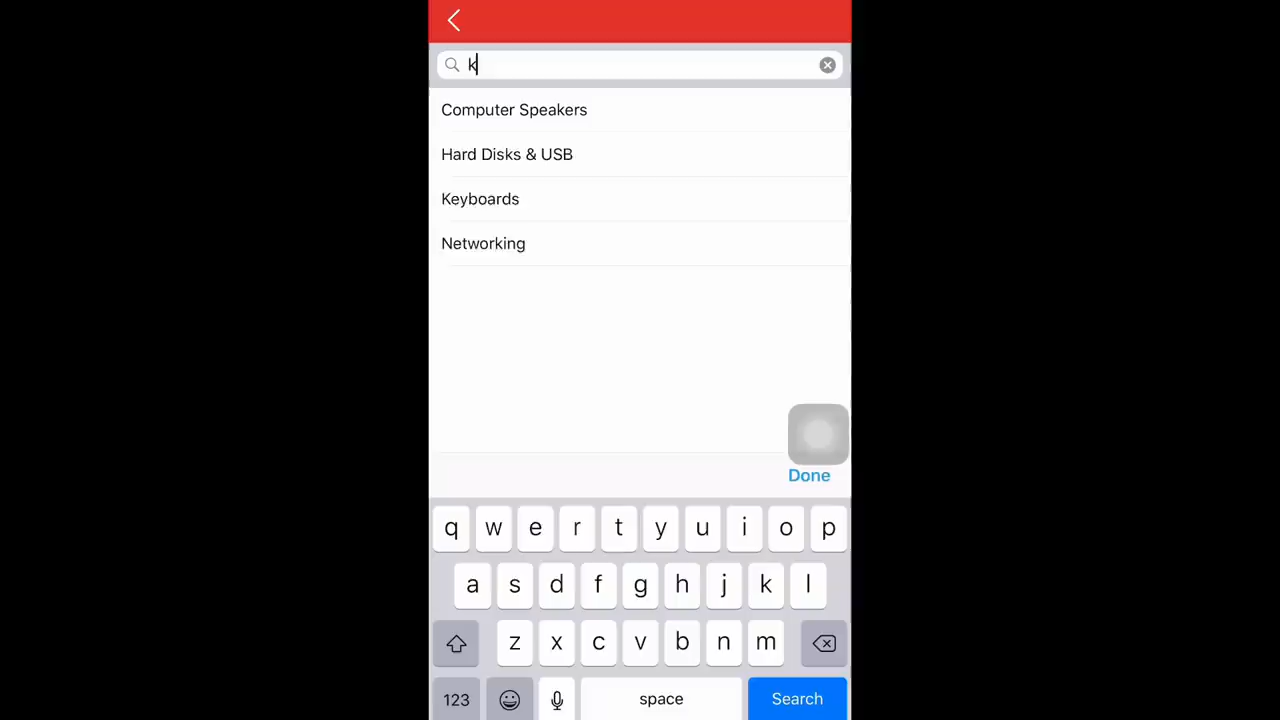 k
Computer Speakers
Hard Disks & USB
Keyboards
Networking
Done
q w e r t y u i o p
a s d f g h j k l
z x c v b n m
123 space Search